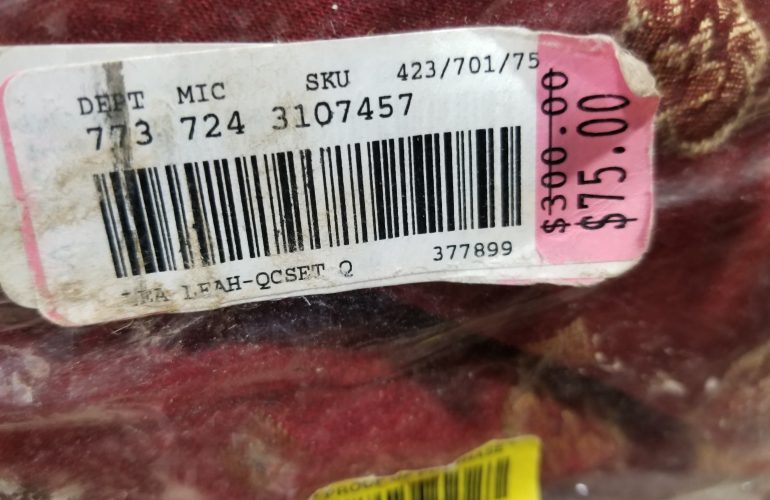 DEPT MIC SKU 423/701/75
773 724 3107457
377899
LEAH-QCSET Q
$300.00
$75.00